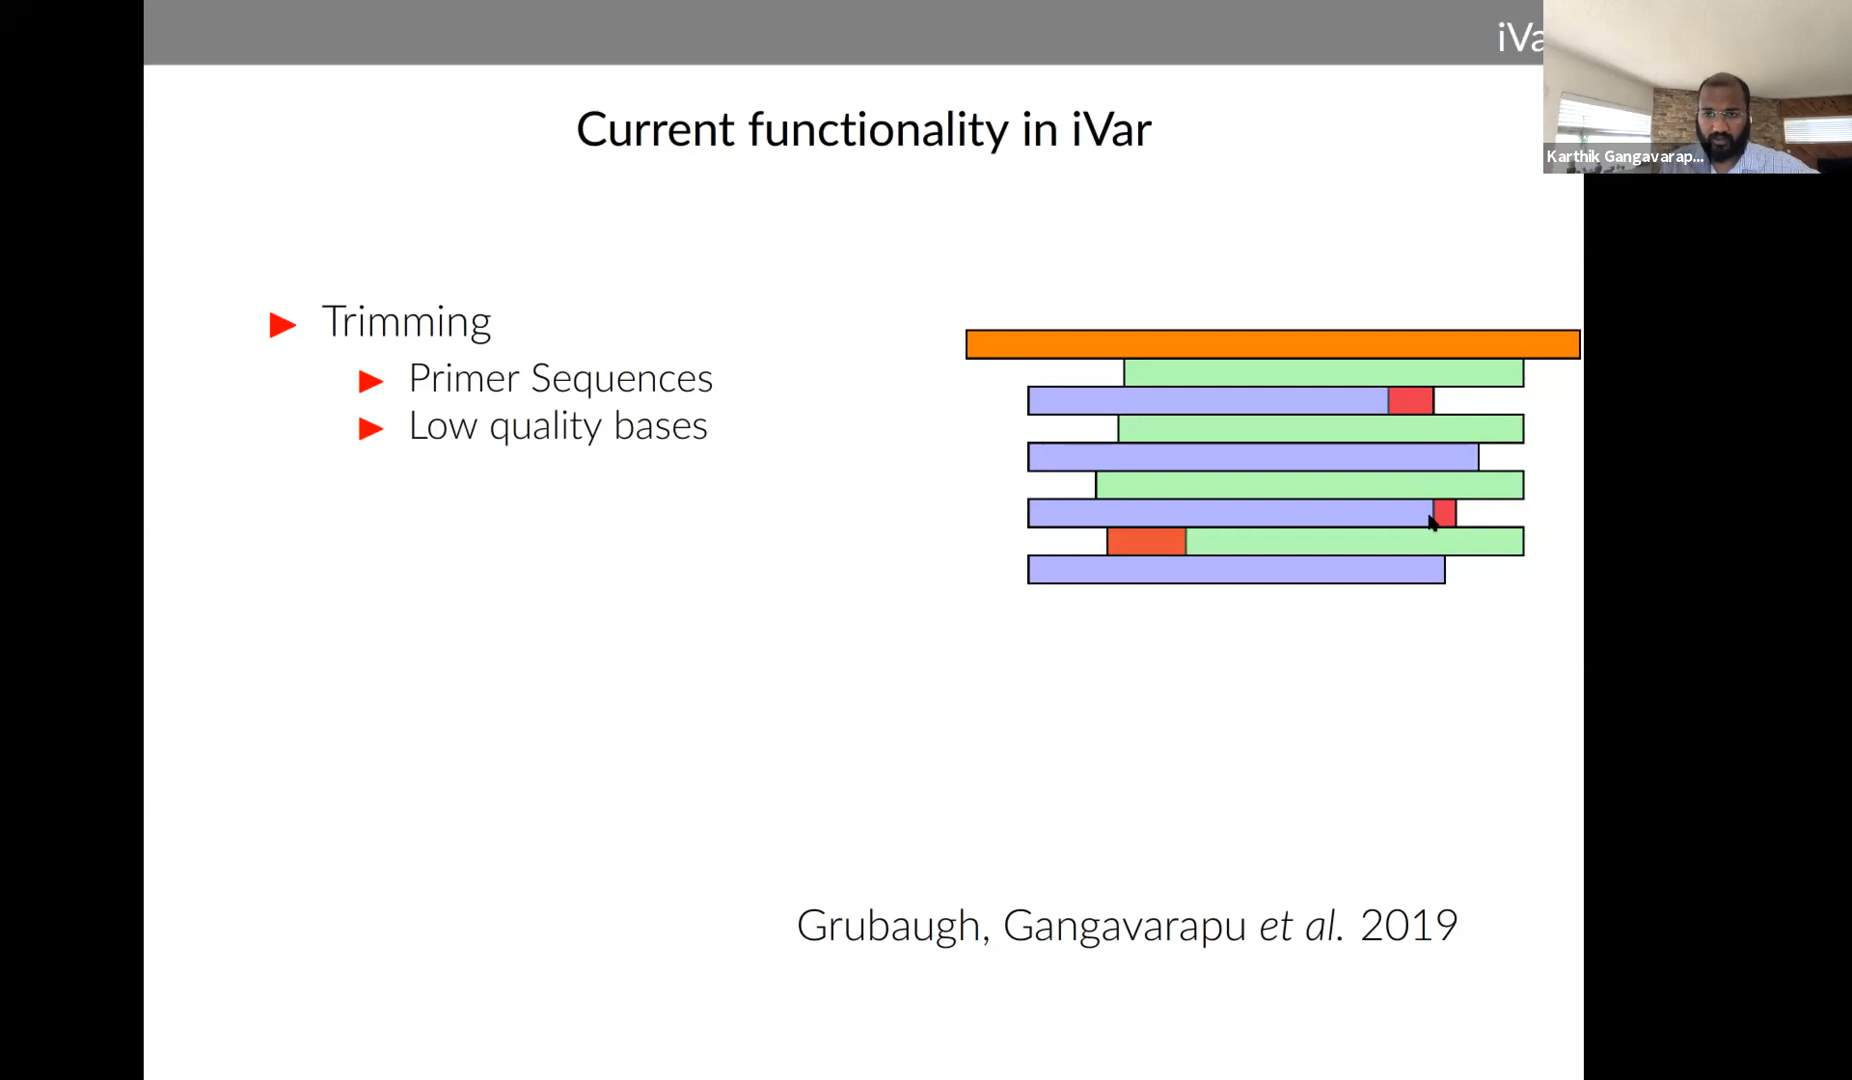 iVa
Current functionality in iVar
Karthik Gangavarap...
Trimming
Primer Sequences
Low quality bases
Grubaugh, Gangavarapu et al. 2019